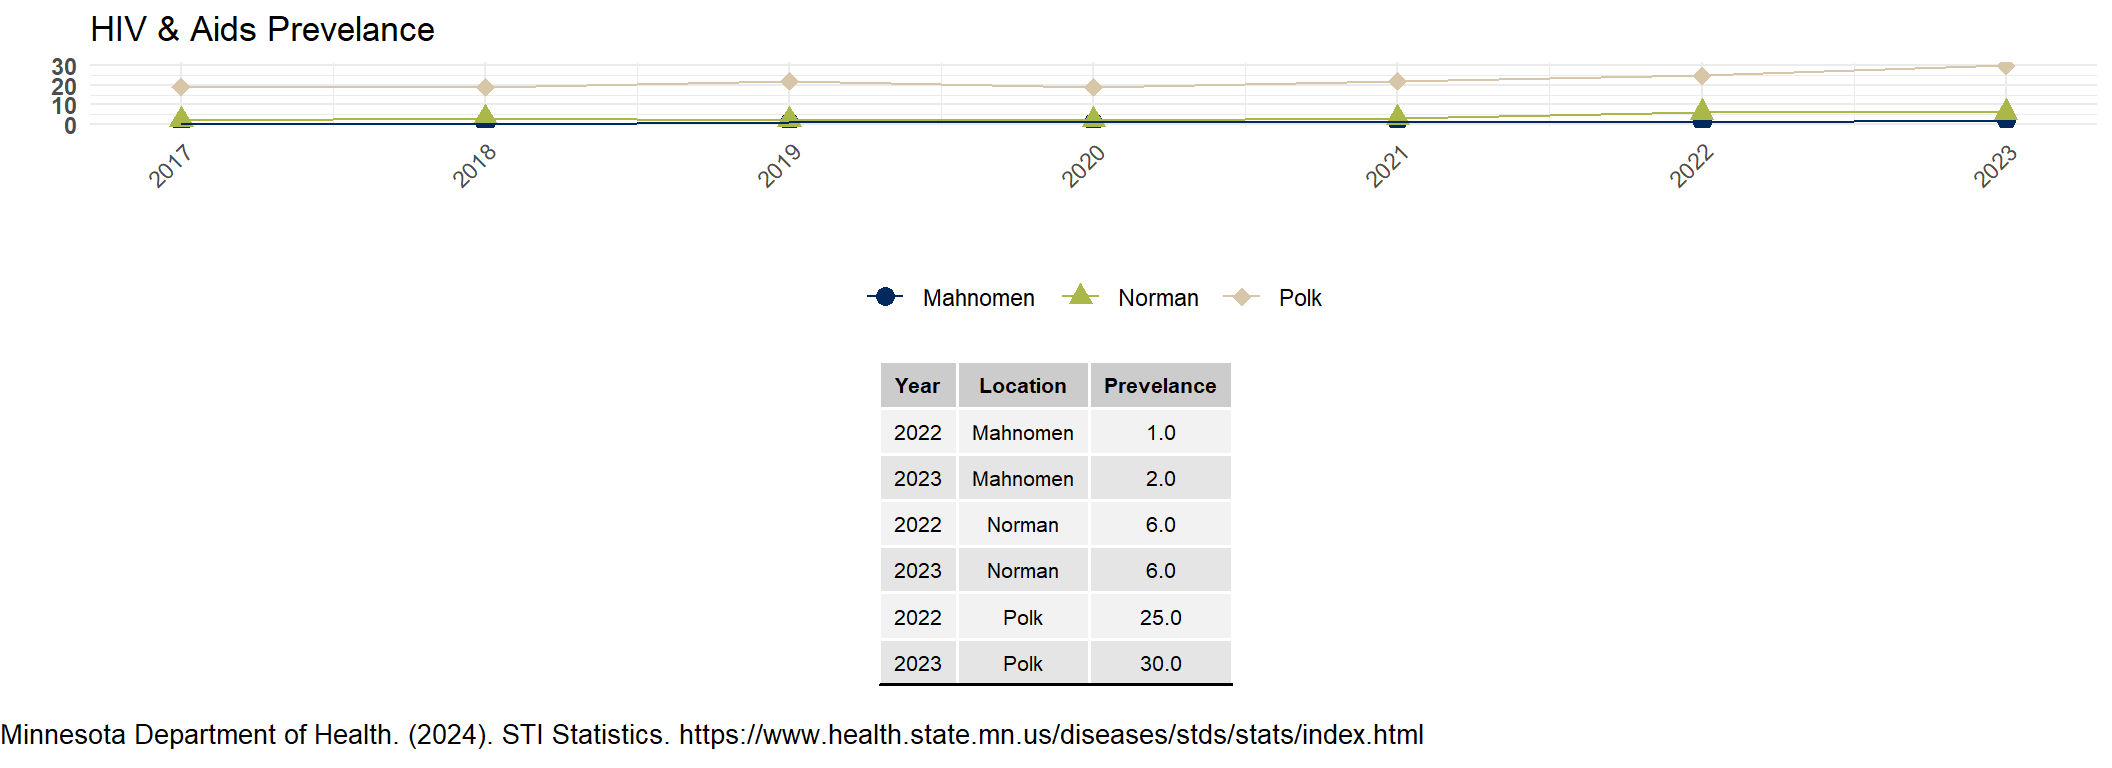 HIV & Aids Prevelance
30
20
10
0
2017 2018 2019 2020 2021 2022 2023
Mahnomen Norman Polk
Year Location Prevelance
2022 Mahnomen 1.0
2023 Mahnomen 2.0
2022 Norman 6.0
2023 Norman 6.0
2022 Polk 25.0
2023 Polk 30.0
Minnesota Department of Health. (2024). STI Statistics. https://www.health.state.mn.us/diseases/stds/stats/index.html